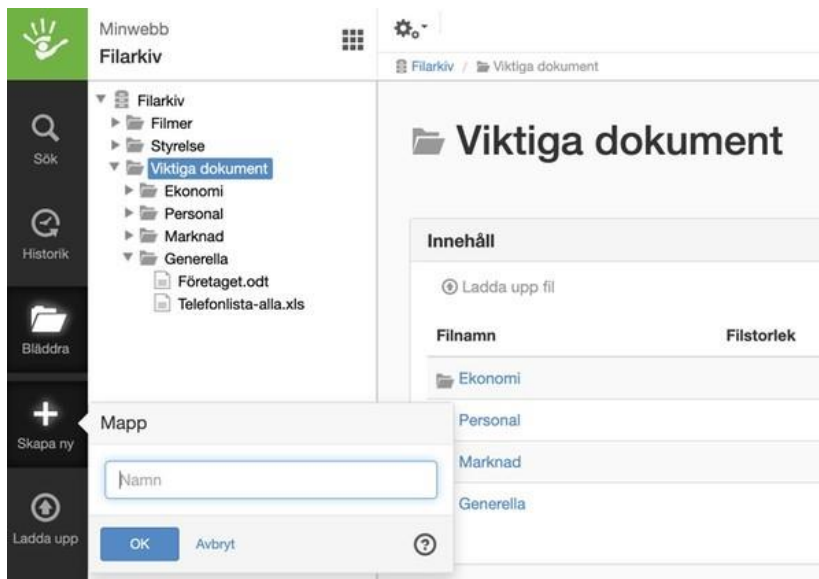 Minwebb
Filarkiv
Sök
Historik
Bläddra
Skapa ny
Ladda upp
Filarkiv
Filmer
Styrelse
Viktiga dokument
Ekonomi
Personal
Marknad
Generella
Företaget.odt
Telefonlista-alla.xls
Mapp
Namn
OK Avbryt
Filarkiv / Viktiga dokument
Viktiga dokument
Innehåll
Ladda upp fil
Filnamn Filstorlek
Ekonomi
Personal
Marknad
Generella